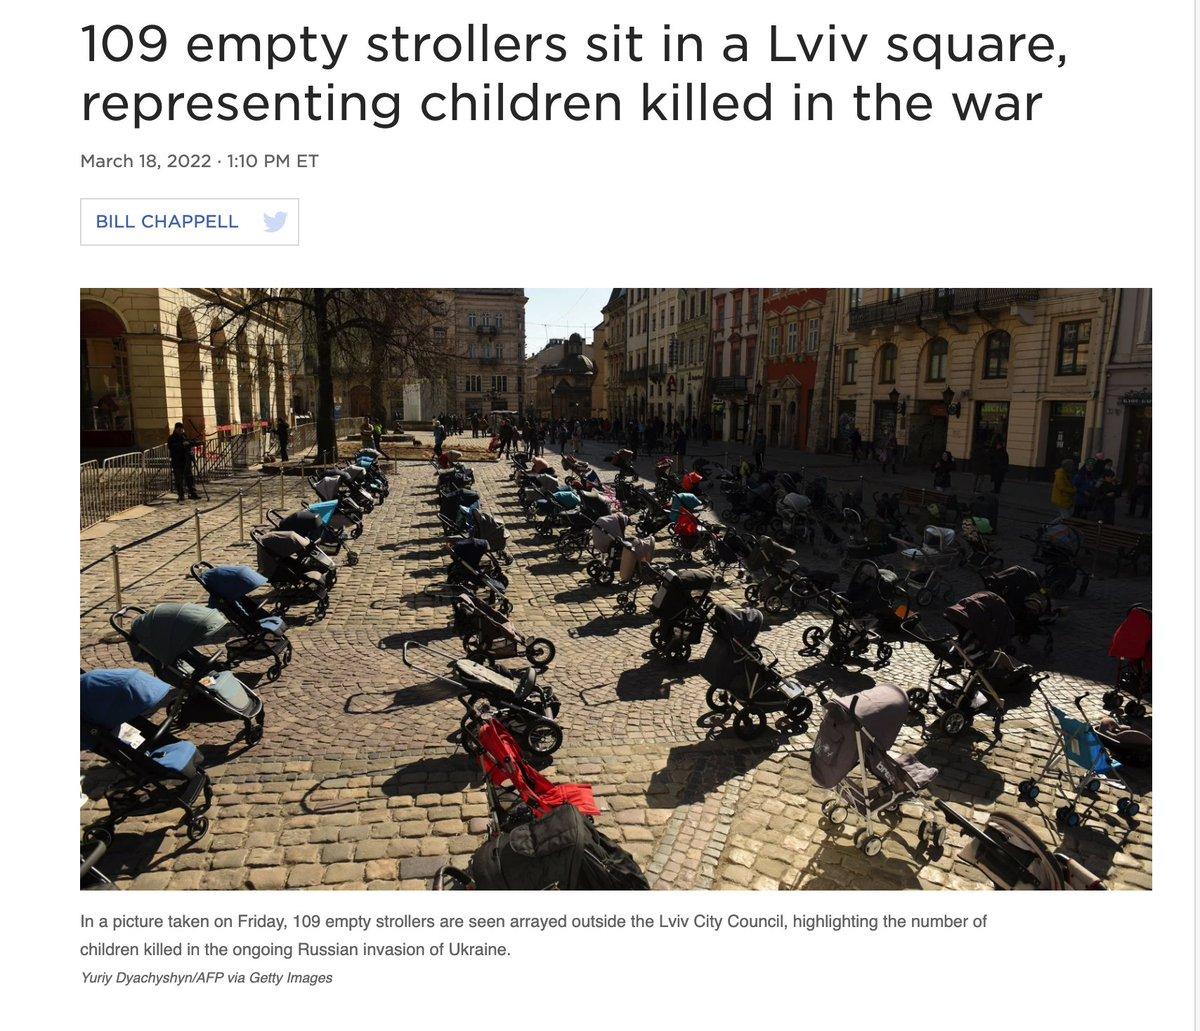 109 empty strollers sit in a Lviv square,
representing children killed in the war
March 18, 2022 · 1:10 PM ET
BILL CHAPPELL
In a picture taken on Friday, 109 empty strollers are seen arrayed outside the Lviv City Council, highlighting the number of
children killed in the ongoing Russian invasion of Ukraine.
Yuriy Dyachyshyn/AFP via Getty Images